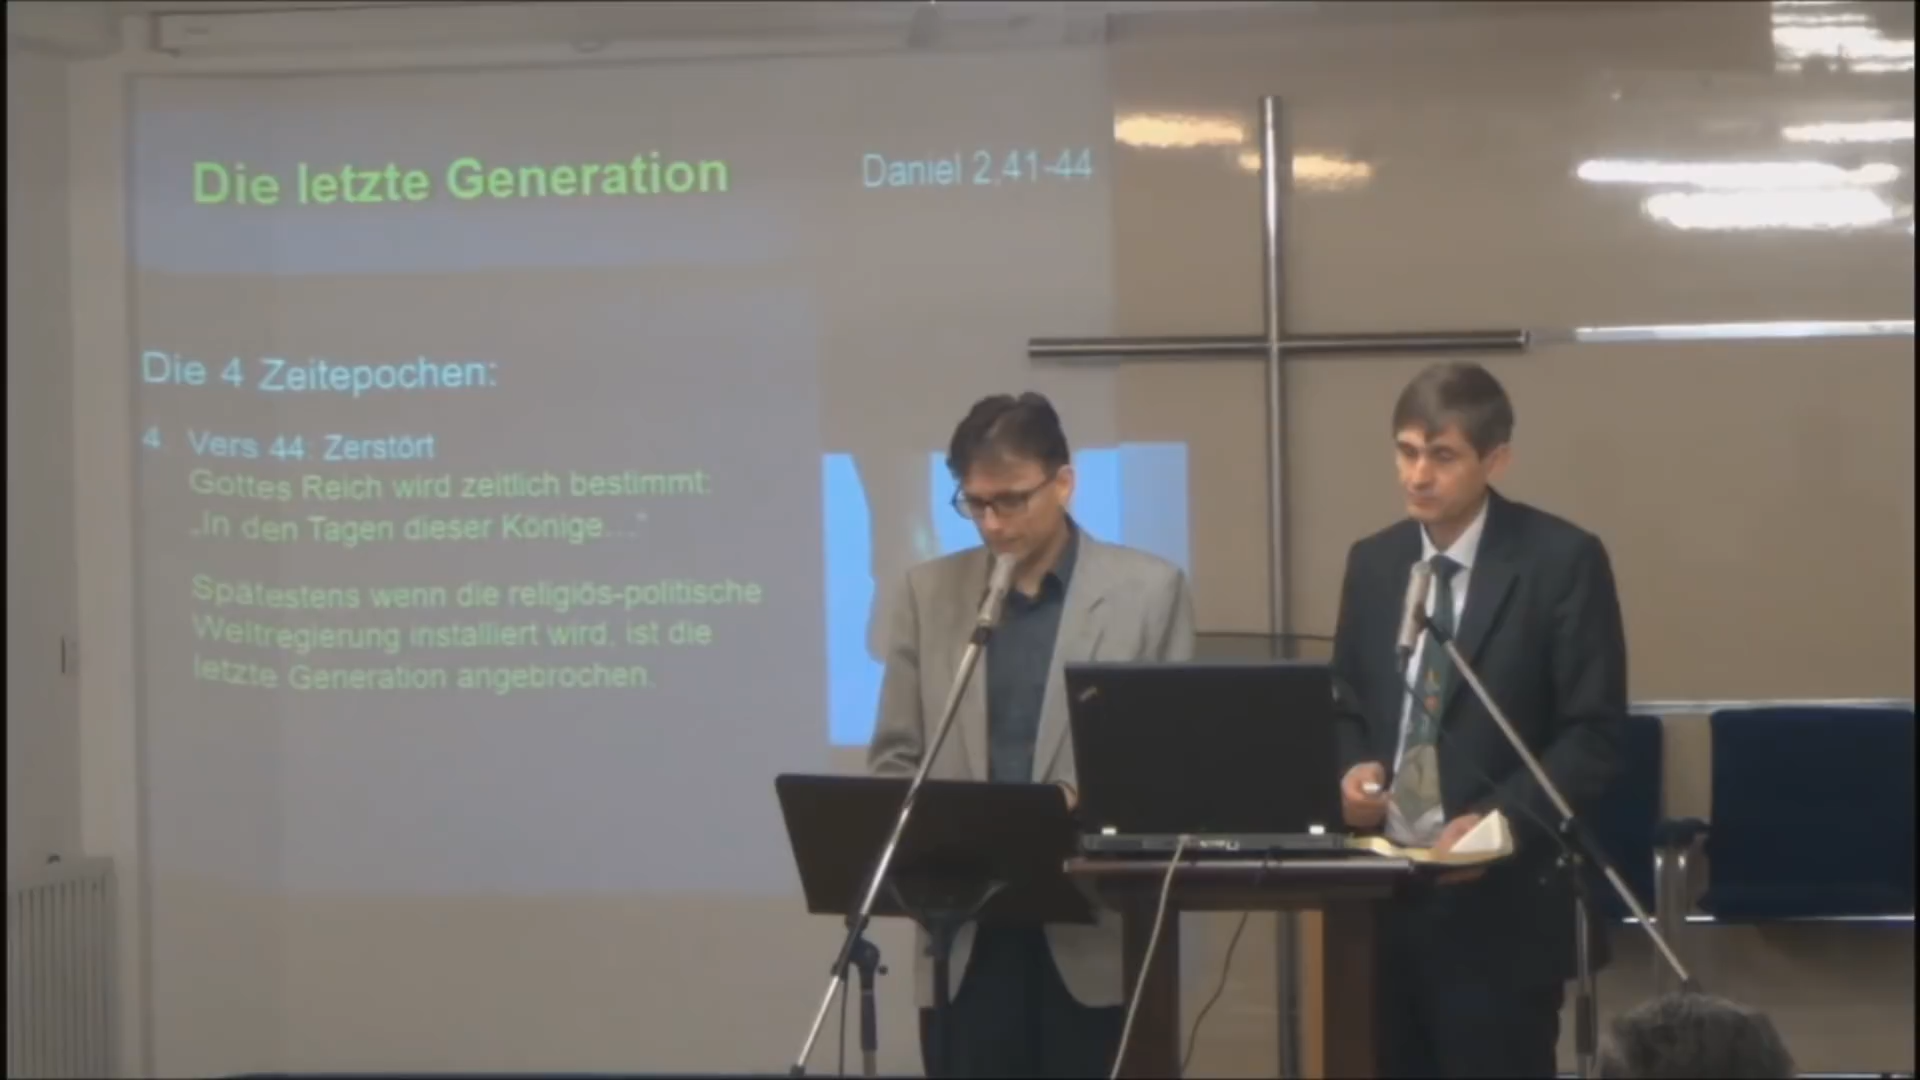 Die letzte Generation
Daniel 2,41-44
Die 4 Zeitepochen:
4. Vers 44: Zerstört
Gottes Reich wird zeitlich bestimmt:
„In den Tagen dieser Könige...."
Spätestens wenn die religiös-politische
Weltregierung installiert wird, ist die
letzte Generation angebrochen.